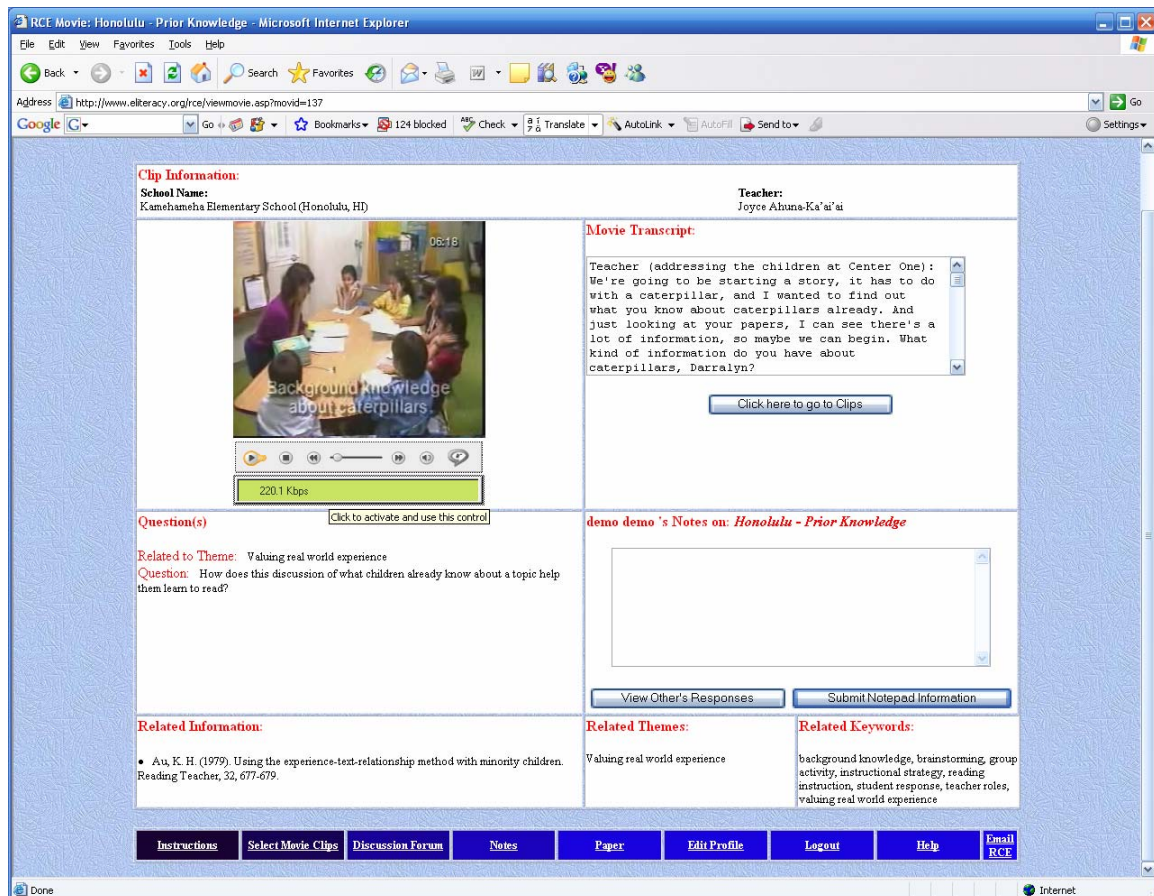 RCE Movie: Honolulu - Prior Knowledge - Microsoft Internet Explorer
File Edit View Favorites Tools Help
Back Search Favorites
Address http://www.eliteracy.org/rce/viewmovie.asp?movid=137 Go
Google G Go Bookmarks 124 blocked ABC Check Translate AutoLink AutoFill Send to Settings
Clip Information:
School Name:
Kamehameha Elementary School (Honolulu, HI)
Teacher:
Joyce Ahuna-Ka'ai'ai
06:18
Background knowledge
about caterpillars
220.1 Kbps
Click to activate and use this control
Movie Transcript:
Teacher (addressing the children at Center One):
We're going to be starting a story, it has to do
with a caterpillar, and I wanted to find out
what you know about caterpillars already. And
just looking at your papers, I can see there's a
lot of information, so maybe we can begin. What
kind of information do you have about
caterpillars, Darralyn?
Click here to go to Clips
Question(s)
Related to Theme: Valuing real world experience
Question: How does this discussion of what children already know about a topic help
them learn to read?
demo demo 's Notes on: Honolulu - Prior Knowledge
View Other's Responses Submit Notepad Information
Related Information:
• Au, K. H. (1979). Using the experience-text-relationship method with minority children.
Reading Teacher, 32, 677-679.
Related Themes:
Valuing real world experience
Related Keywords:
background knowledge, brainstorming, group
activity, instructional strategy, reading
instruction, student response, teacher roles,
valuing real world experience
Instructions Select Movie Clips Discussion Forum Notes Paper Edit Profile Logout Help Email
RCE
Done Internet